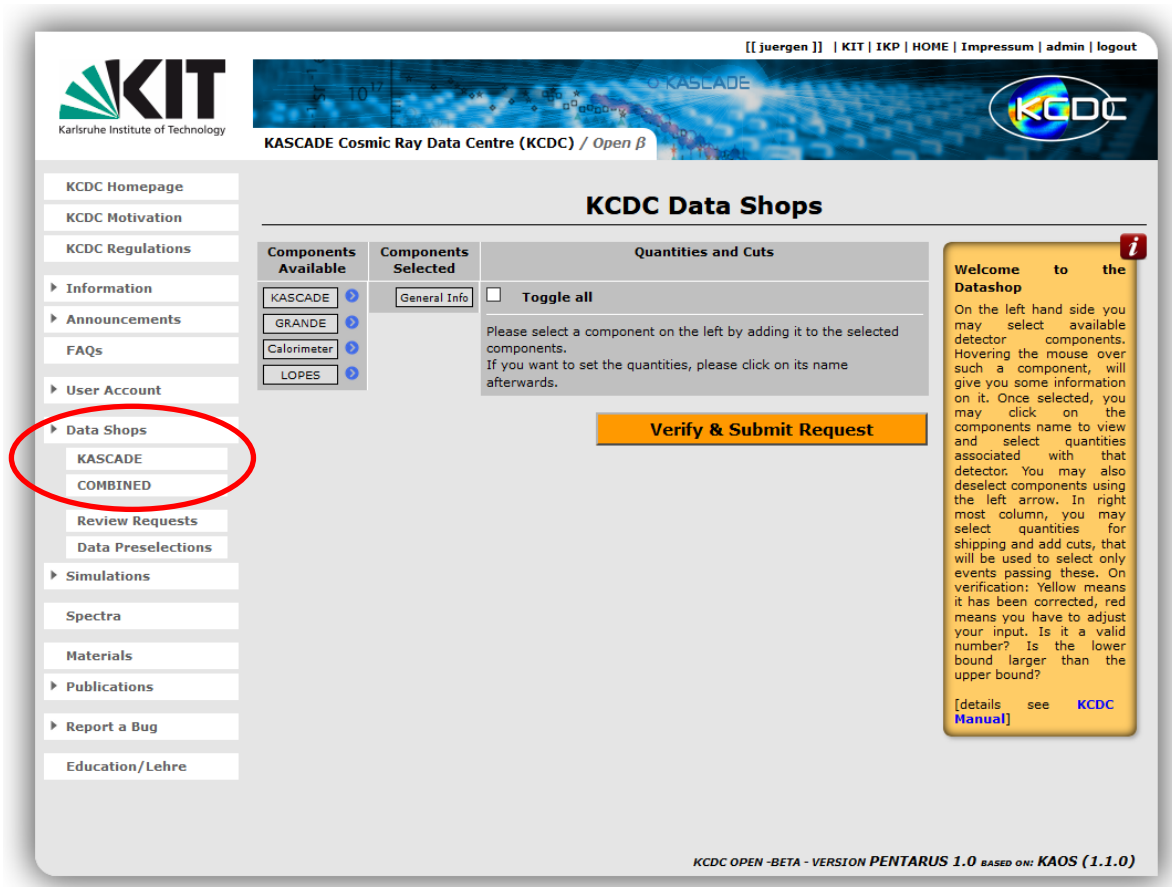 [[ juergen ]] | KIT | IKP | HOME | Impressum | admin | logout
KIT
Karlsruhe Institute of Technology
10 17
KASCADE
KCDC
KASCADE Cosmic Ray Data Centre (KCDC) / Open β
KCDC Homepage
KCDC Motivation
KCDC Regulations
Information
Announcements
FAQs
User Account
Data Shops
KASCADE
COMBINED
Review Requests
Data Preselections
Simulations
Spectra
Materials
Publications
Report a Bug
Education/Lehre
KCDC Data Shops
Components
Available
Components
Selected
Quantities and Cuts
KASCADE
GRANDE
Calorimeter
LOPES
General Info
Toggle all
Please select a component on the left by adding it to the selected
components.
If you want to set the quantities, please click on its name
afterwards.
Verify & Submit Request
i
Welcome to the
Datashop
On the left hand side you
may select available
detector components.
Hovering the mouse over
such a component, will
give you some information
on it. Once selected, you
may click on the
components name to view
and select quantities
associated with that
detector. You may also
deselect components using
the left arrow. In right
most column, you may
select quantities for
shipping and add cuts, that
will be used to select only
events passing these. On
verification: Yellow means
it has been corrected, red
means you have to adjust
your input. Is it a valid
number? Is the lower
bound larger than the
upper bound?
[details see KCDC
Manual]
KCDC OPEN -BETA - VERSION PENTARUS 1.0 BASED ON: KAOS (1.1.0)